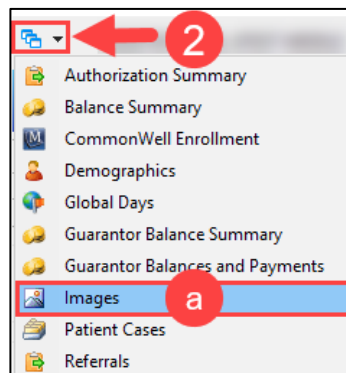 2
Authorization Summary
Balance Summary
M CommonWell Enrollment
Demographics
Global Days
Guarantor Balance Summary
Guarantor Balances and Payments
Images a
Patient Cases
Referrals